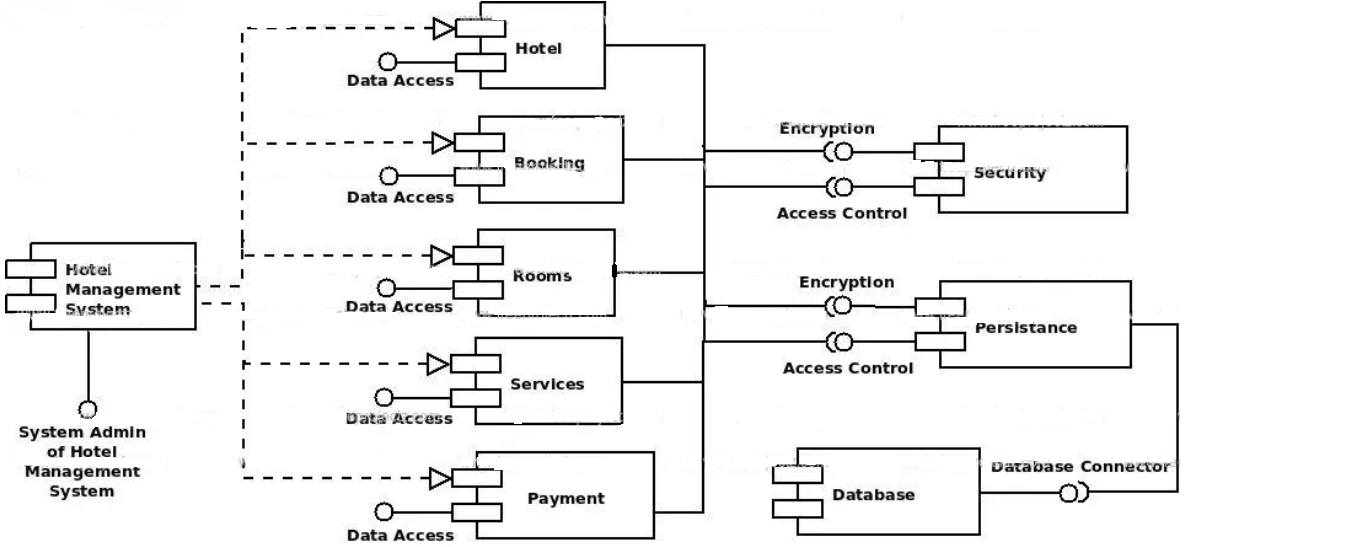 Hotel
Data Access
Booking
Data Access
Rooms
Data Access
Services
Data Access
Payment
Data Access
Hotel
Management
System
System Admin
of Hotel
Management
System
Encryption
Security
Access Control
Encryption
Persistance
Access Control
Database Connector
Database